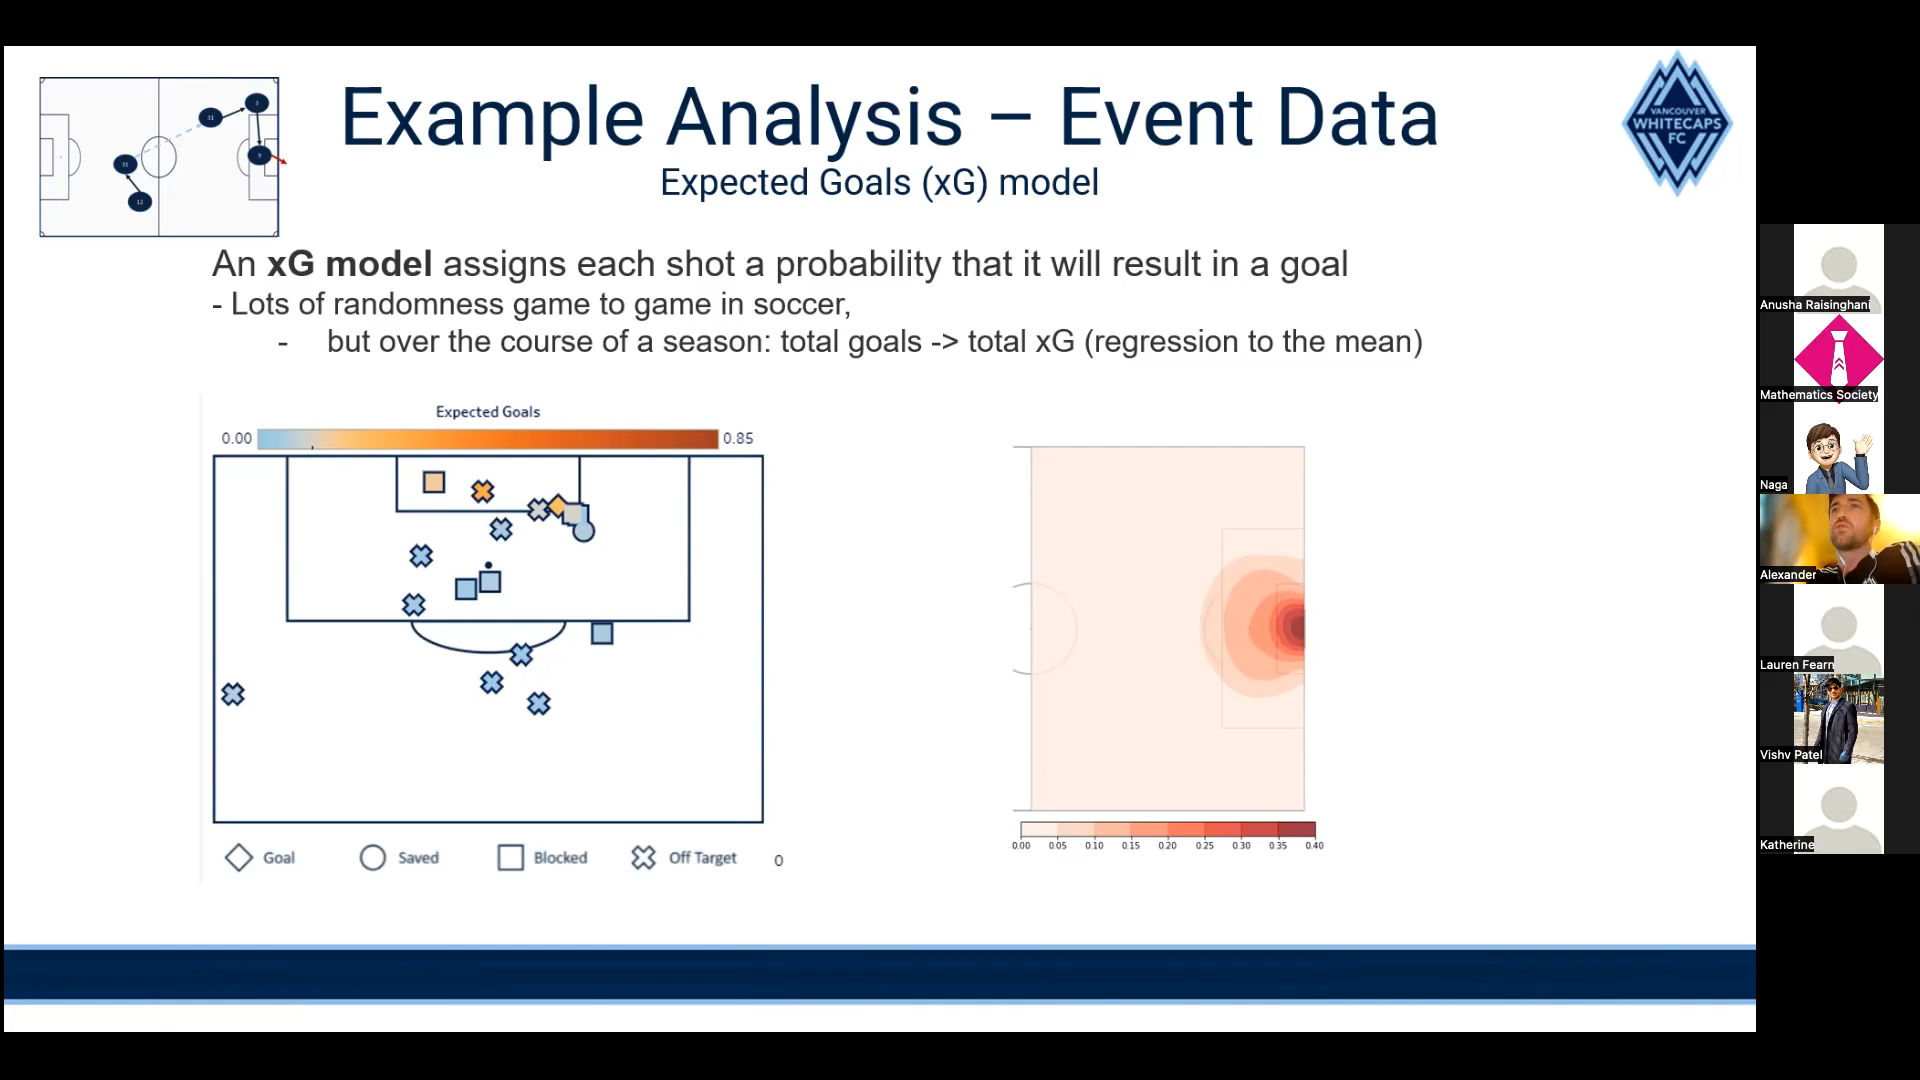 Example Analysis – Event Data
Expected Goals (xG) model
VANCOUVER
WHITECAPS
FC
31
3
9
12
An xG model assigns each shot a probability that it will result in a goal
- Lots of randomness game to game in soccer,
- but over the course of a season: total goals -> total xG (regression to the mean)
Expected Goals
0.00 0.85
Goal Saved Blocked Off Target 0
0.00 0.05 0.10 0.15 0.20 0.25 0.30 0.35 0.40
Anusha Raisinghani
Mathematics Society
Naga
Alexander
Lauren Fearn
Vishv Patel
Katherine